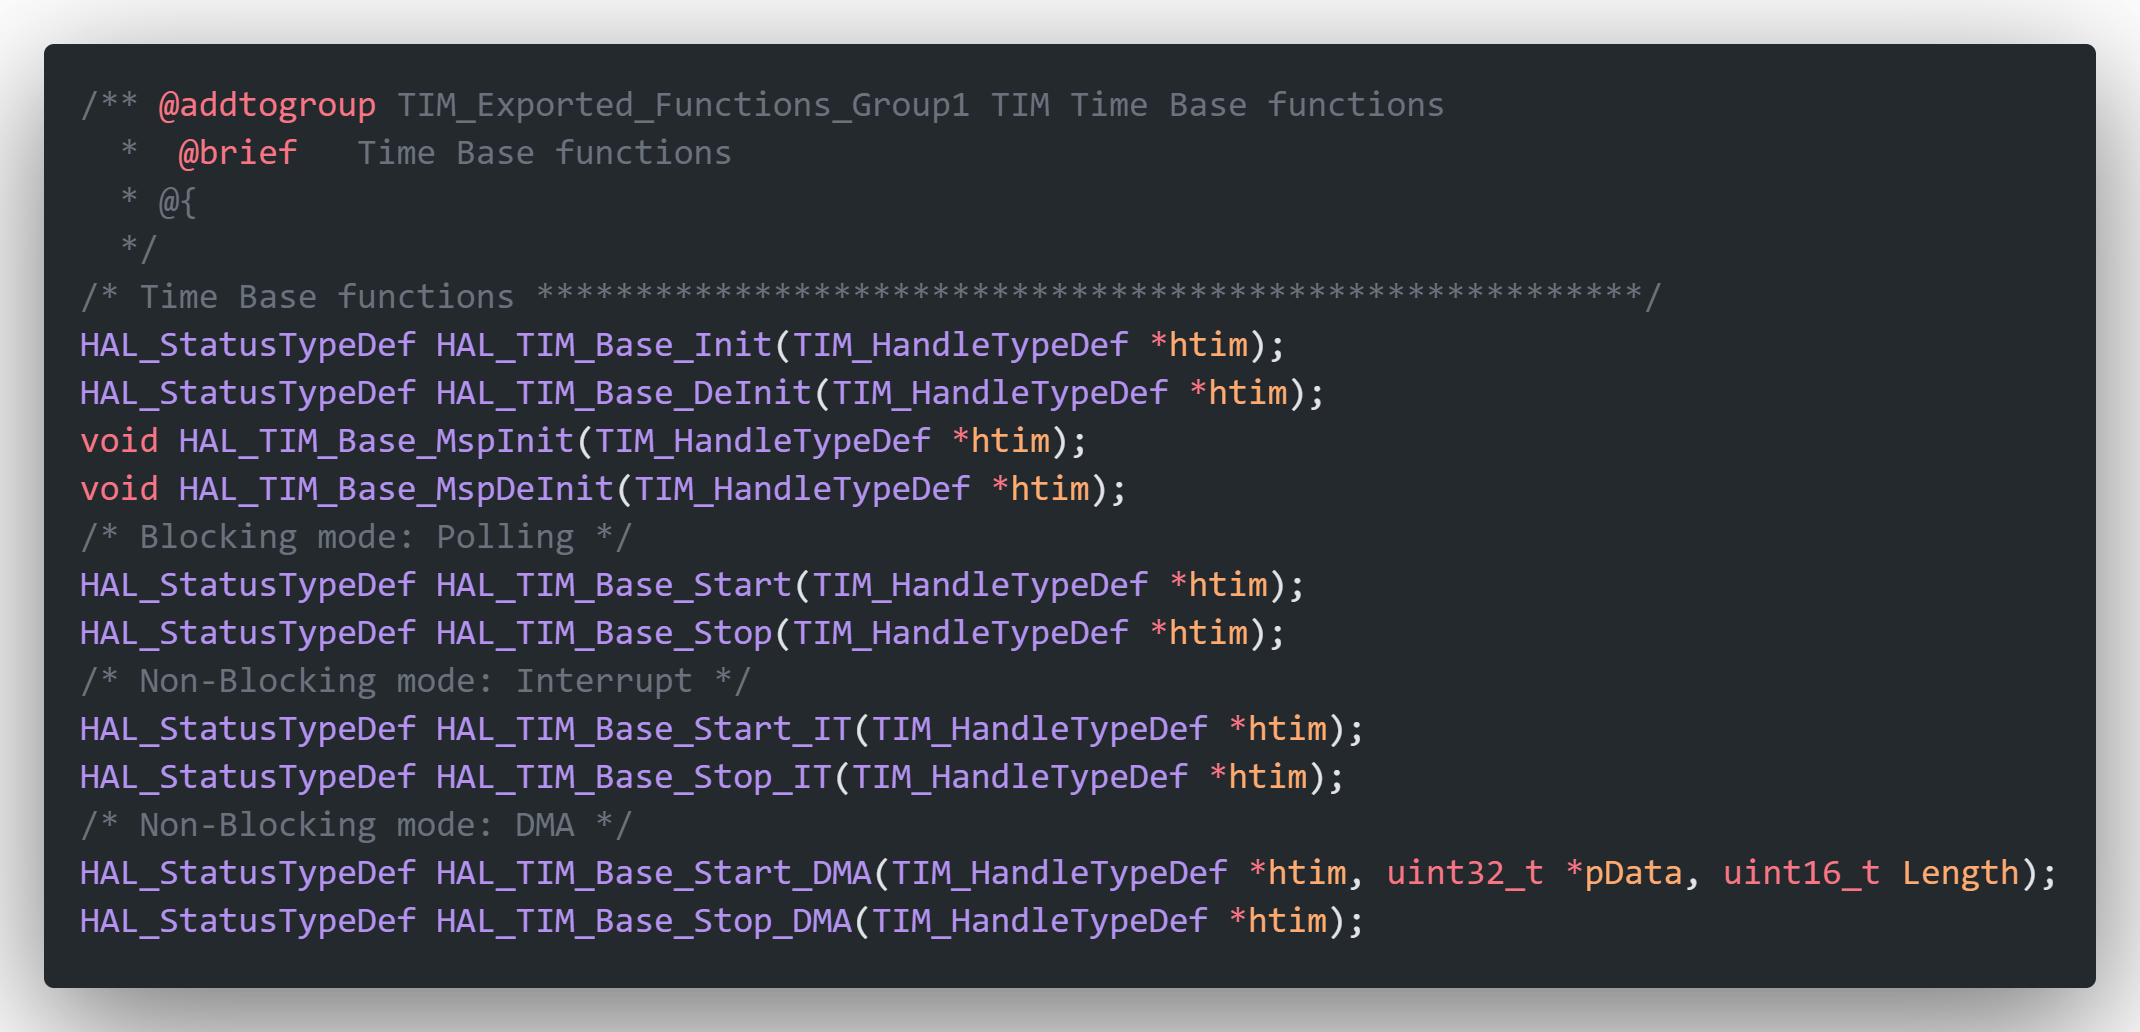 /** @addtogroup TIM_Exported_Functions_Group1 TIM Time Base functions
  *  @brief   Time Base functions
  * @{
  */
/* Time Base functions ********************************************************/
HAL_StatusTypeDef HAL_TIM_Base_Init(TIM_HandleTypeDef *htim);
HAL_StatusTypeDef HAL_TIM_Base_DeInit(TIM_HandleTypeDef *htim);
void HAL_TIM_Base_MspInit(TIM_HandleTypeDef *htim);
void HAL_TIM_Base_MspDeInit(TIM_HandleTypeDef *htim);
/* Blocking mode: Polling */
HAL_StatusTypeDef HAL_TIM_Base_Start(TIM_HandleTypeDef *htim);
HAL_StatusTypeDef HAL_TIM_Base_Stop(TIM_HandleTypeDef *htim);
/* Non-Blocking mode: Interrupt */
HAL_StatusTypeDef HAL_TIM_Base_Start_IT(TIM_HandleTypeDef *htim);
HAL_StatusTypeDef HAL_TIM_Base_Stop_IT(TIM_HandleTypeDef *htim);
/* Non-Blocking mode: DMA */
HAL_StatusTypeDef HAL_TIM_Base_Start_DMA(TIM_HandleTypeDef *htim, uint32_t *pData, uint16_t Length);
HAL_StatusTypeDef HAL_TIM_Base_Stop_DMA(TIM_HandleTypeDef *htim);